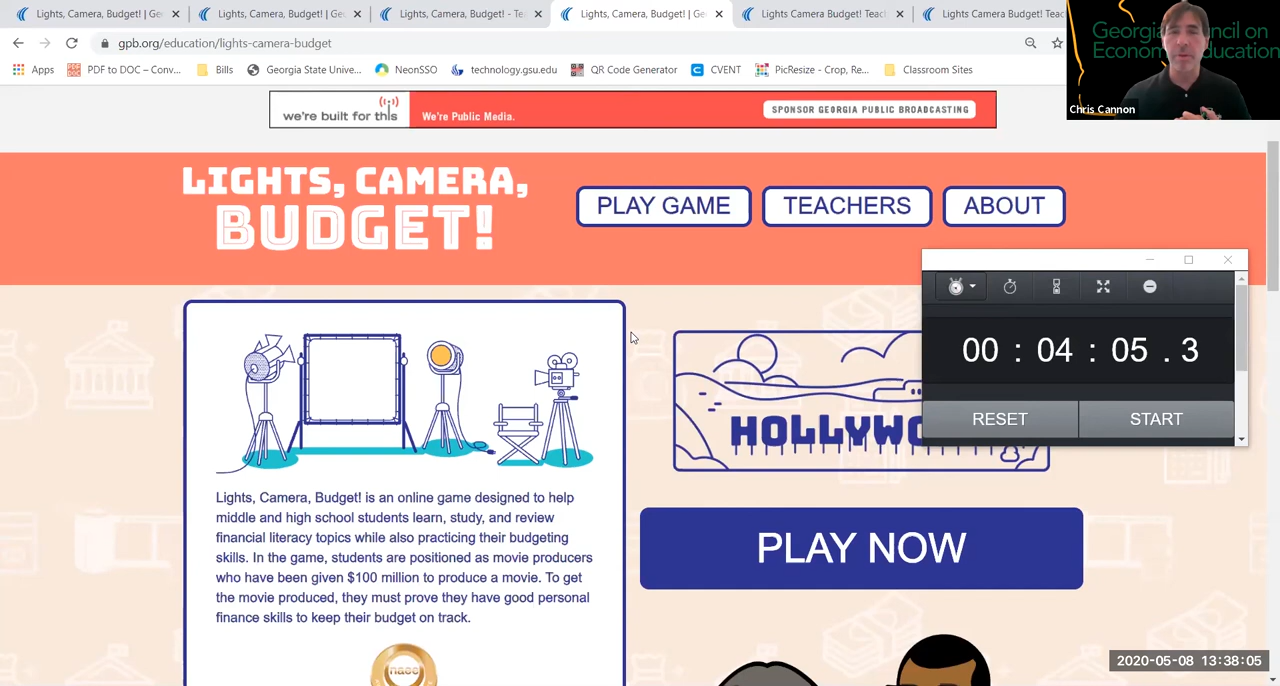 Lights, Camera, Budget! | Ge
Lights, Camera, Budget! | G
Lights, Camera, Budget! - Te
Lights, Camera, Budget! | G
Lights Camera Budget! Teac
Lights Camera Budget! Teac
gpb.org/education/lights-camera-budget
Apps
PDF to DOC – Conv...
Bills
Georgia State Unive...
NeonSSO
technology.gsu.edu
QR Code Generator
CVENT
PicResize - Crop, Re...
Classroom Sites
Georgia Council on
Economic Education
Chris Cannon
we're built for this
We're Public Media.
SPONSOR GEORGIA PUBLIC BROADCASTING
LIGHTS, CAMERA,
BUDGET!
PLAY GAME
TEACHERS
ABOUT
00 : 04 : 05 . 3
RESET
START
HOLLYWO
Lights, Camera, Budget! is an online game designed to help
middle and high school students learn, study, and review
financial literacy topics while also practicing their budgeting
skills. In the game, students are positioned as movie producers
who have been given $100 million to produce a movie. To get
the movie produced, they must prove they have good personal
finance skills to keep their budget on track.
PLAY NOW
naec
2020-05-08 13:38:05